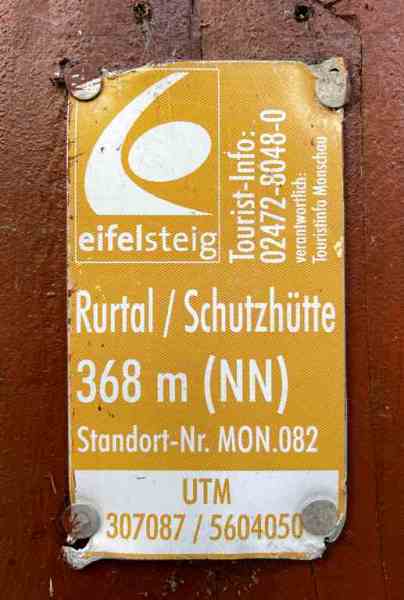 eifelsteig
Tourist-Info:
02472-8048-0
verantwortlich:
Touristinfo Monschau
Rurtal / Schutzhütte
368 m (NN)
Standort-Nr. MON.082
UTM
307087 / 5604050